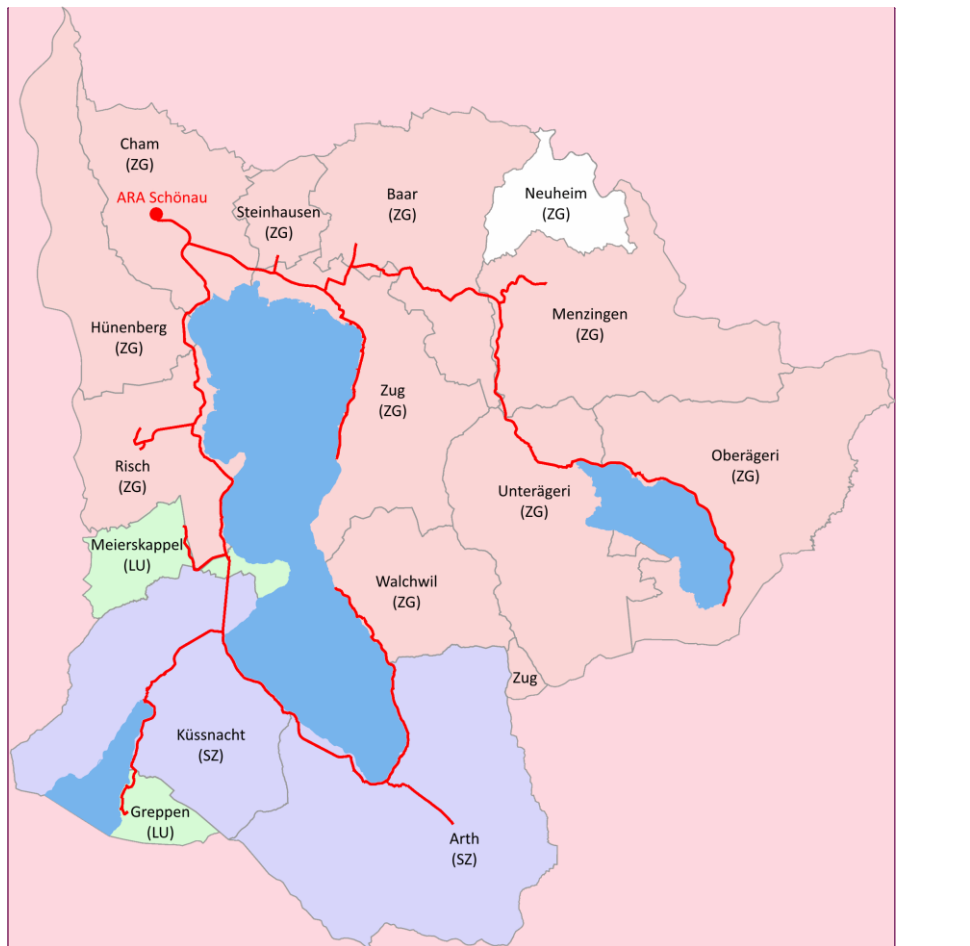 Cham
(ZG)
ARA Schönau
Steinhausen
(ZG)
Baar
(ZG)
Neuheim
(ZG)
Hünenberg
(ZG)
Menzingen
(ZG)
Zug
(ZG)
Risch
(ZG)
Unterägeri
(ZG)
Oberägeri
(ZG)
Meierskappel
(LU)
Walchwil
(ZG)
Zug
Küssnacht
(SZ)
Greppen
(LU)
Arth
(SZ)